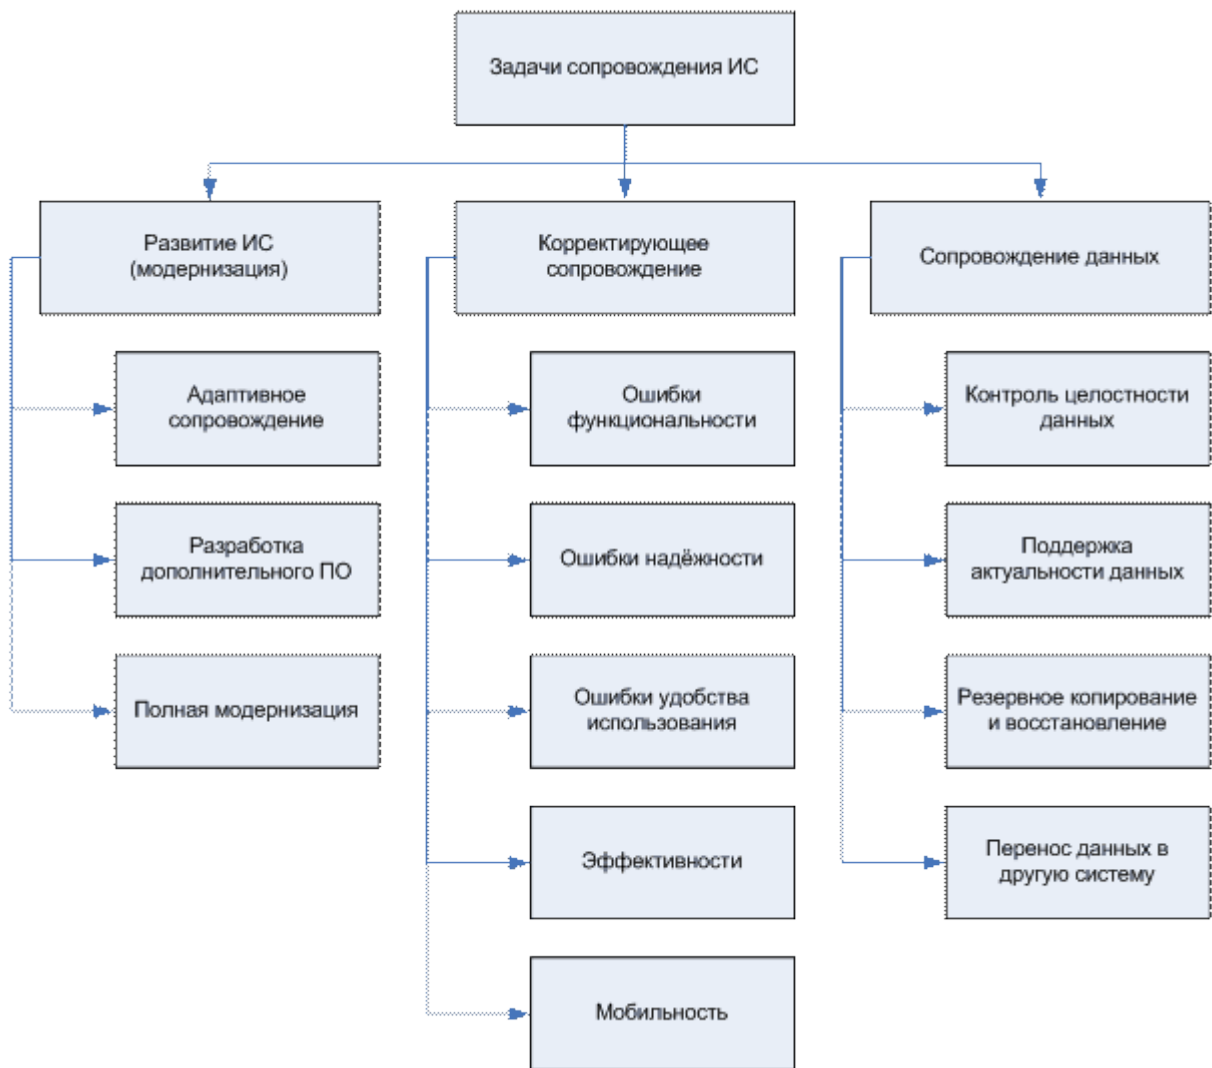 Задачи сопровождения ИС
Развитие ИС
(модернизация)
Адаптивное
сопровождение
Разработка
дополнительного ПО
Полная модернизация
Корректирующее
сопровождение
Ошибки
функциональности
Ошибки надёжности
Ошибки удобства
использования
Эффективности
Мобильность
Сопровождение данных
Контроль целостности
данных
Поддержка
актуальности данных
Резервное копирование
и восстановление
Перенос данных в
другую систему